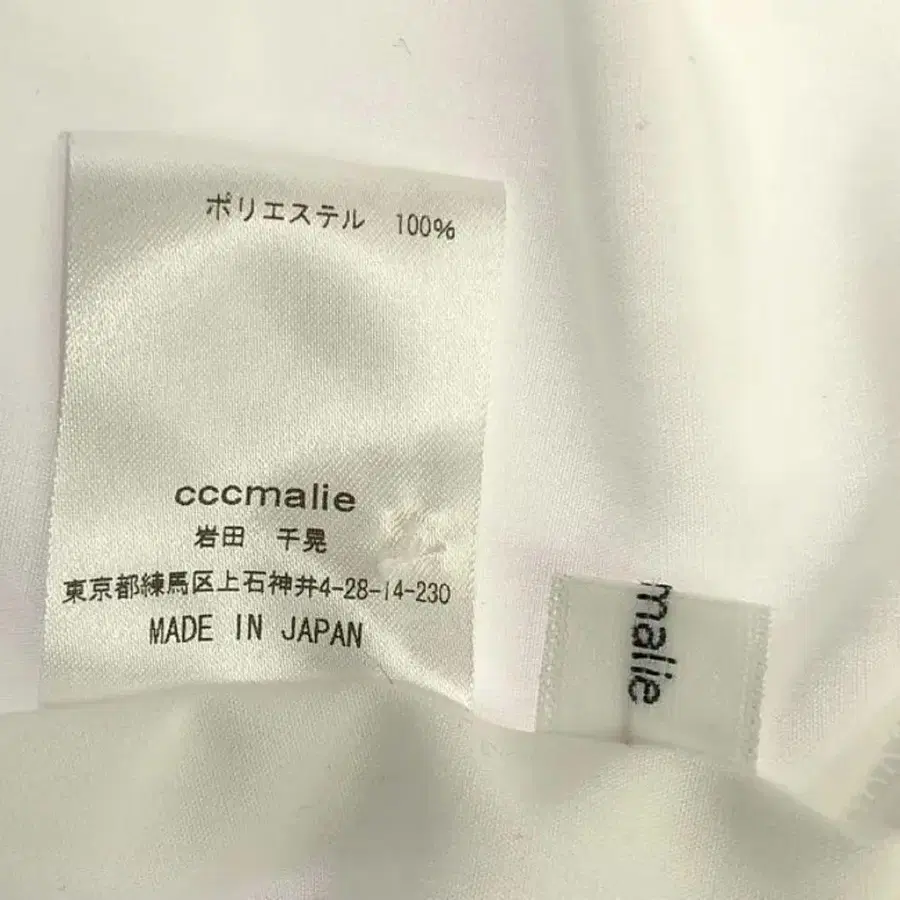 ポリエステル 100%
cccmalie
岩田 千晃
東京都練馬区上石神井4-28-14-230
MADE IN JAPAN
malie